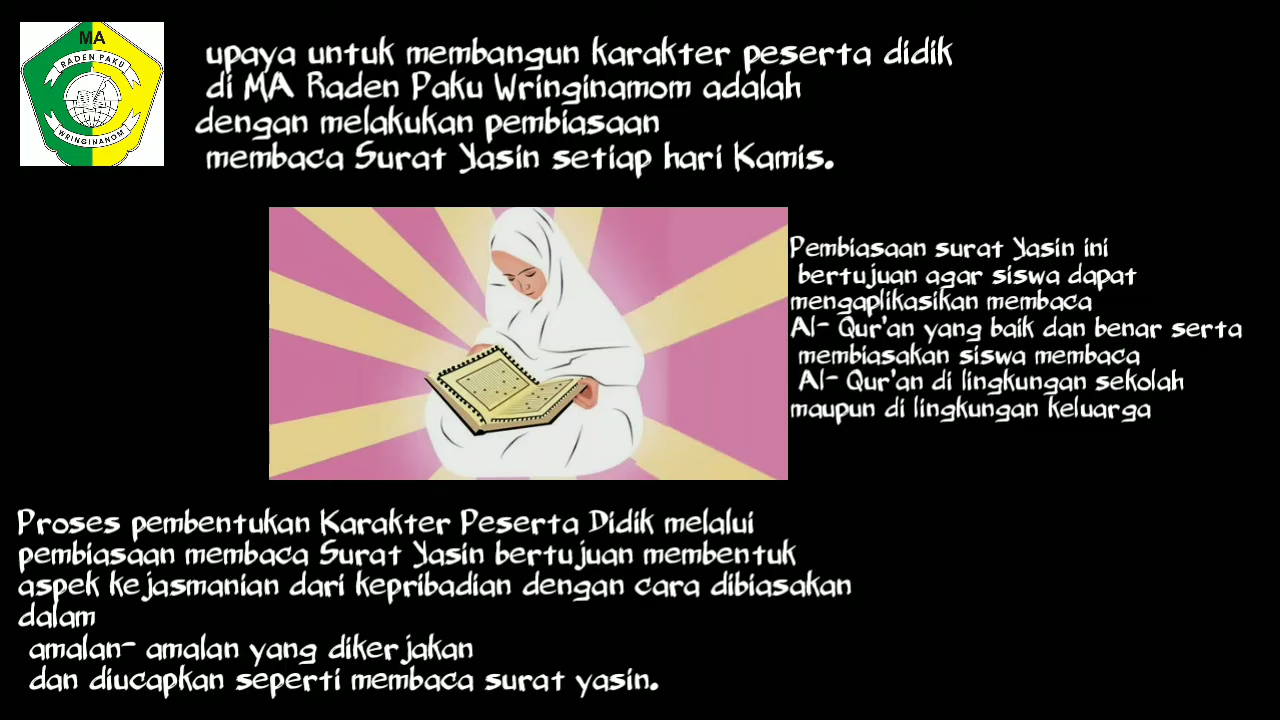 MA
RADEN PAKU
WRINGINANOM
upaya untuk membangun karakter peserta didik
di MA Raden Paku Wringinamom adalah
dengan melakukan pembiasaan
membaca Surat Yasin setiap hari Kamis.
Pembiasaan surat Yasin ini
bertujuan agar siswa dapat
mengaplikasikan membaca
Al- Qur'an yang baik dan benar serta
membiasakan siswa membaca
Al- Qur'an di lingkungan sekolah
maupun di lingkungan keluarga
Proses pembentukan Karakter Peserta Didik melalui
pembiasaan membaca Surat Yasin bertujuan membentuk
aspek kejasmanian dari kepribadian dengan cara dibiasakan
dalam
amalan- amalan yang dikerjakan
dan diucapkan seperti membaca surat yasin.